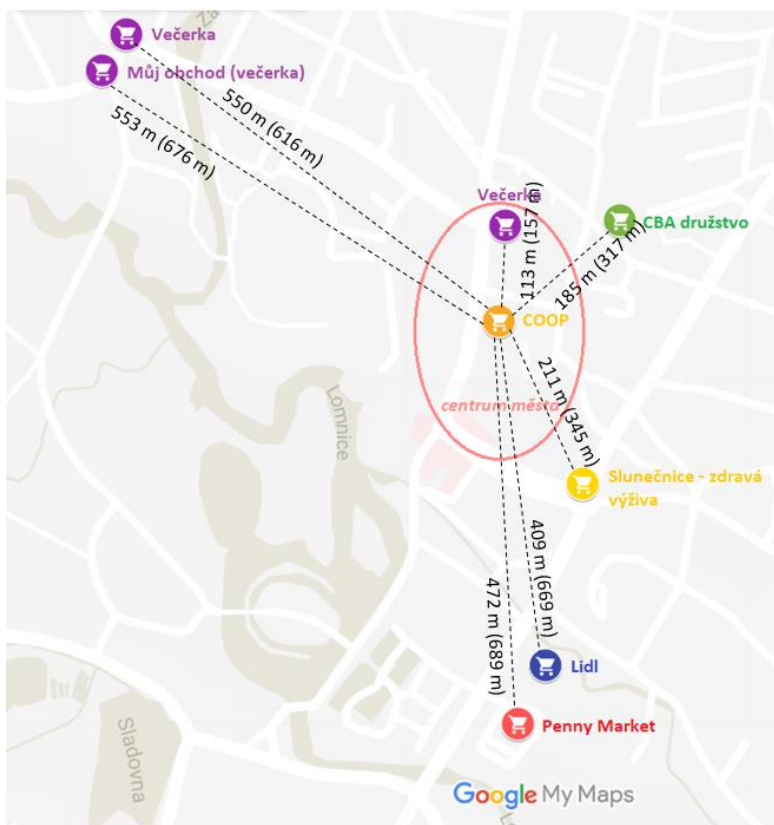 Za
Večerka
Můj obchod (večerka)
550 m (616 m)
553 m (676 m)
Večerka
113 m (157 m)
CBA družstvo
185 m (317 m)
COOP
211 m (345 m)
centrum města
Lomnice
Slunečnice - zdravá
výživa
409 m (669 m)
472 m (689 m)
Lidl
Penny Market
Sladovna
Google My Maps